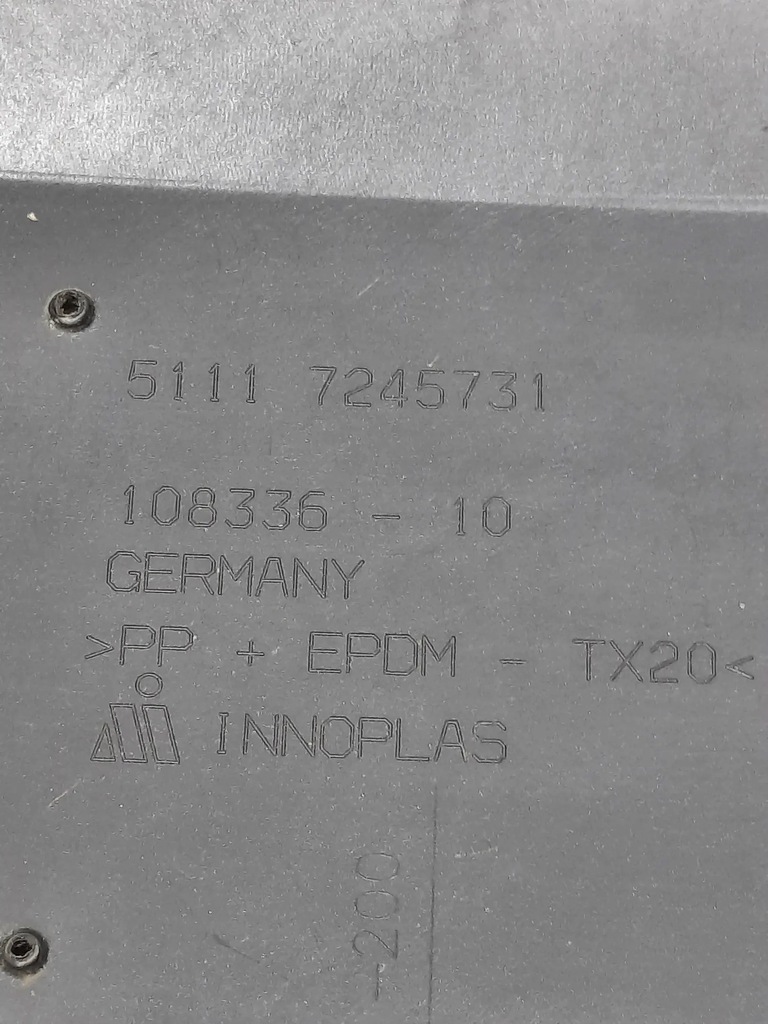 5111 7245731
108336 - 10
GERMANY
>PP + EPDM - TX20<
INNOPLAS
-200